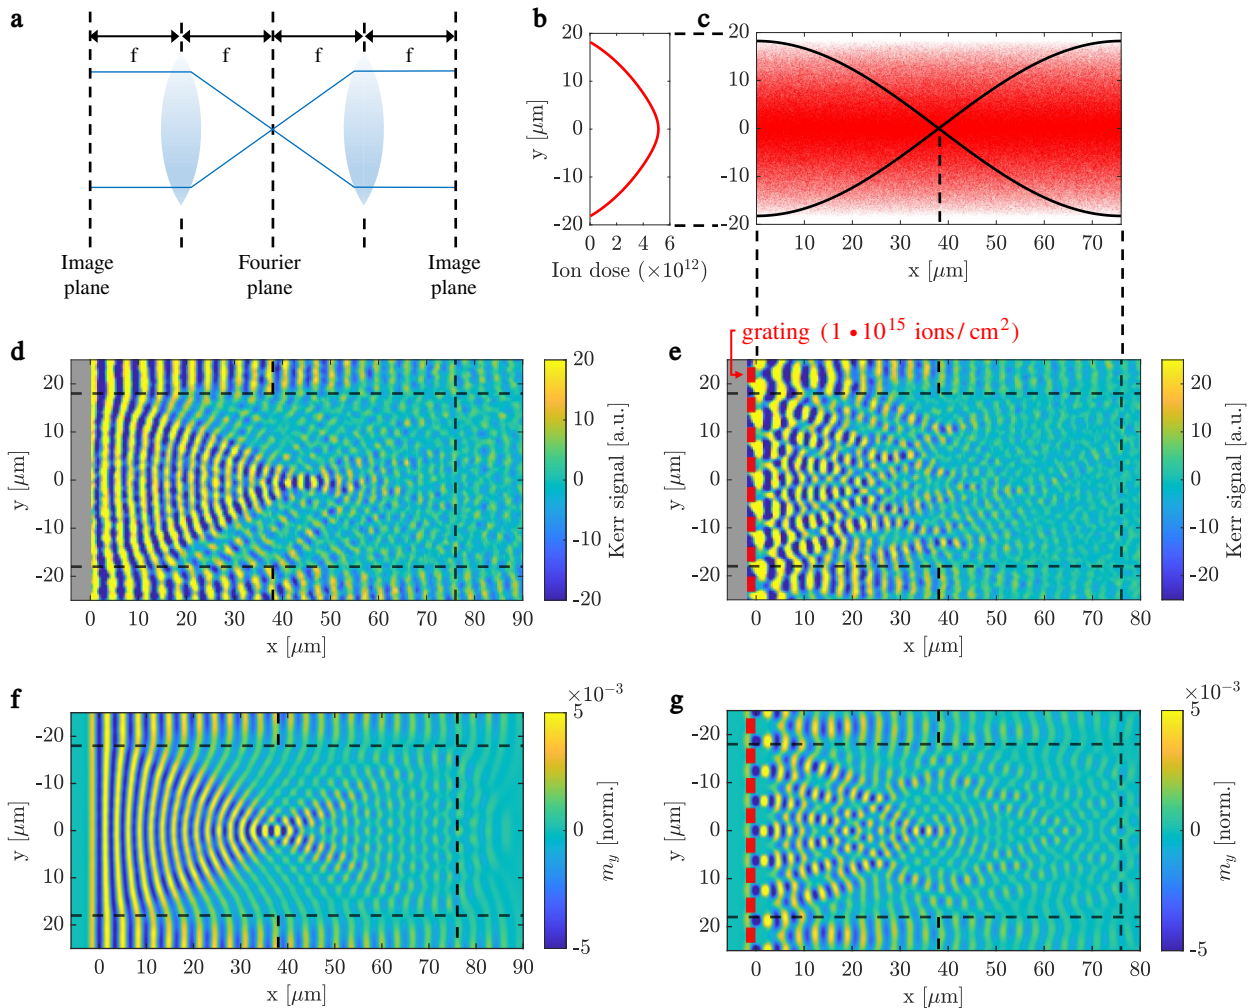 a
f f f f
Image plane
Fourier plane
Image plane
b
y [μm]
20
10
0
-10
-20
0 2 4 6
Ion dose (×10¹²)
c
20
10
0
-10
-20
0 10 20 30 40 50 60 70
x [μm]
grating (1 • 10¹⁵ ions/cm²)
d
y [μm]
20
10
0
-10
-20
0 10 20 30 40 50 60 70 80 90
x [μm]
20
10
0
-10
-20
Kerr signal [a.u.]
e
y [μm]
20
10
0
-10
-20
0 10 20 30 40 50 60 70 80
x [μm]
20
10
0
-10
-20
Kerr signal [a.u.]
f
y [μm]
-20
-10
0
10
20
0 10 20 30 40 50 60 70 80 90
x [μm]
×10⁻³
5
0
-5
m_y [norm.]
g
y [μm]
-20
-10
0
10
20
0 10 20 30 40 50 60 70 80
x [μm]
×10⁻³
5
0
-5
m_y [norm.]